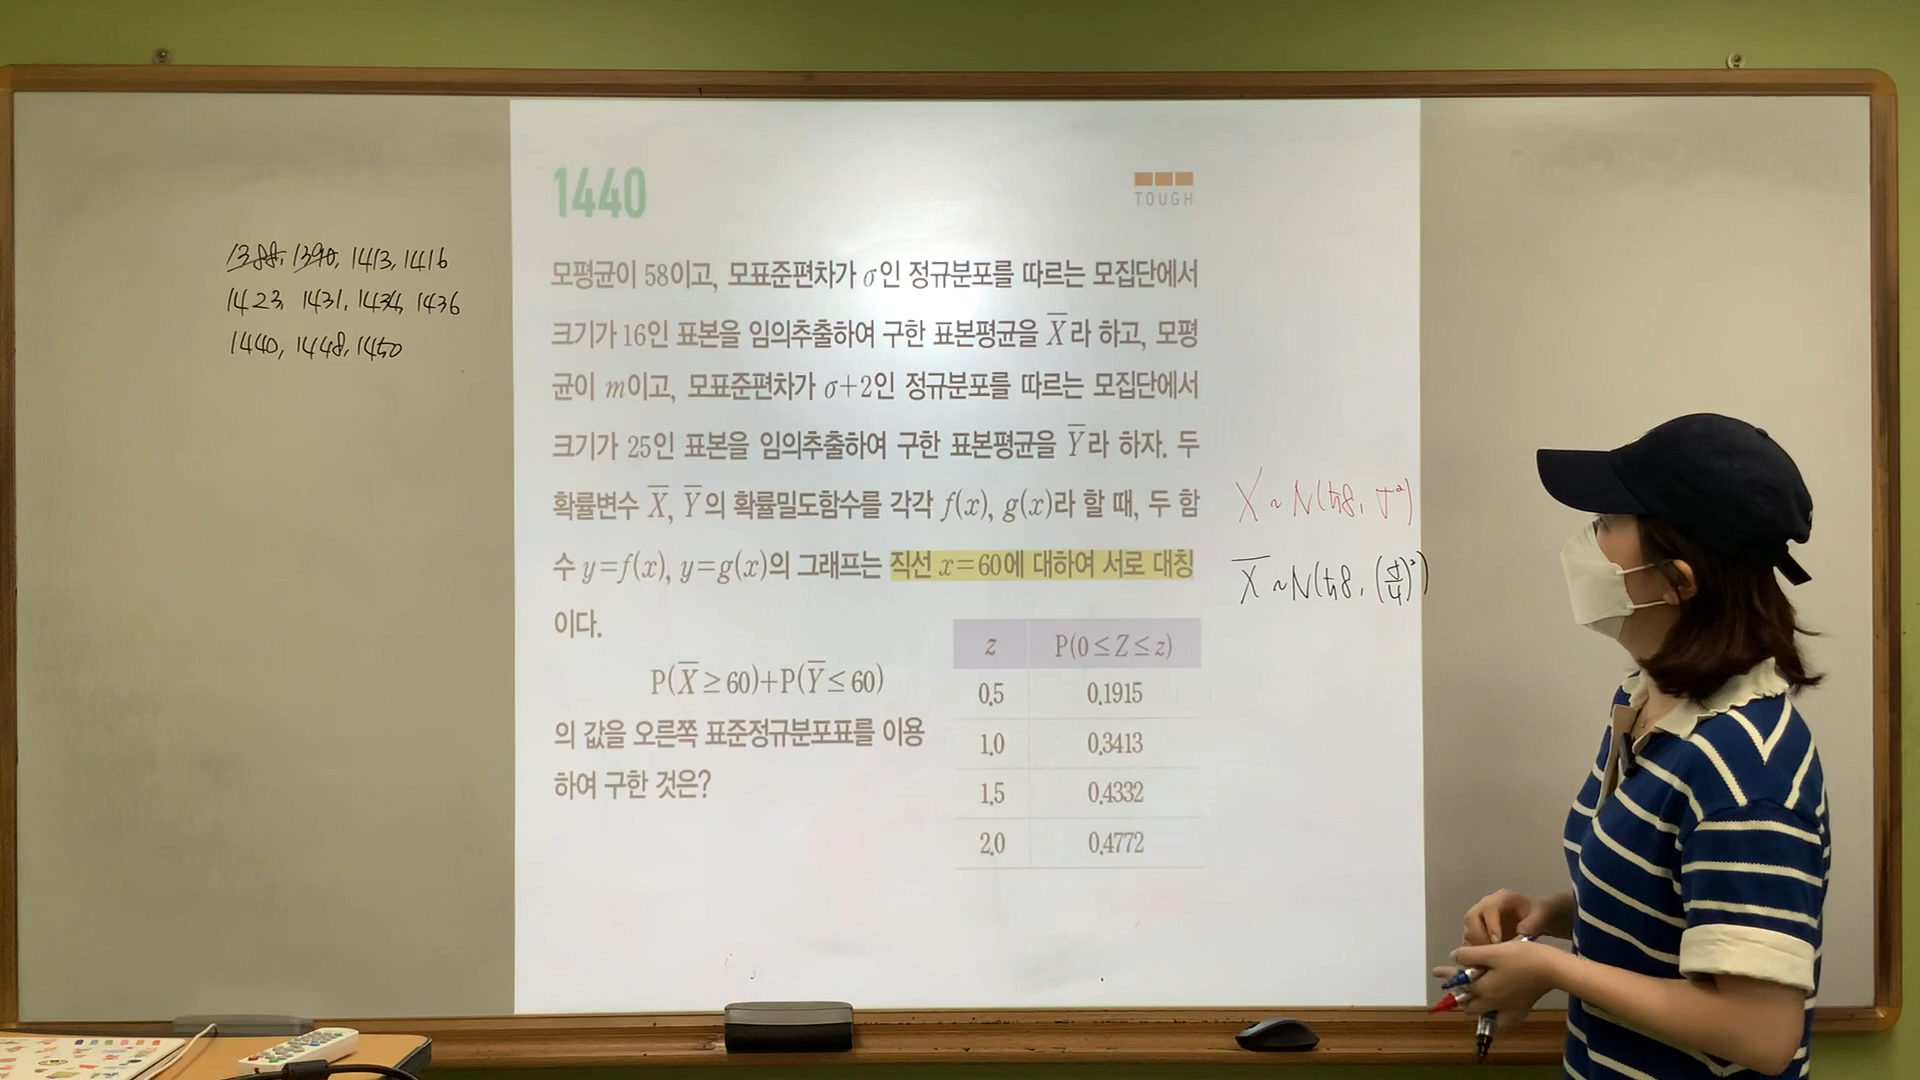 1388, 1390, 1413, 1416
1423, 1431, 1434, 1436
1440, 1448, 1450
1440
TOUGH
모평균이 58이고, 모표준편차가 σ인 정규분포를 따르는 모집단에서
크기가 16인 표본을 임의추출하여 구한 표본평균을 X̅라 하고, 모평
균이 m이고, 모표준편차가 σ+2인 정규분포를 따르는 모집단에서
크기가 25인 표본을 임의추출하여 구한 표본평균을 Y̅라 하자. 두
확률변수 X̅, Y̅의 확률밀도함수를 각각 f(x), g(x)라 할 때, 두 함
수 y=f(x), y=g(x)의 그래프는 직선 x=60에 대하여 서로 대칭
이다.
P(X̅≥60)+P(Y̅≤60)
의 값을 오른쪽 표준정규분포표를 이용
하여 구한 것은?
z P(0≤Z≤z)
0.5 0.1915
1.0 0.3413
1.5 0.4332
2.0 0.4772
X ~ N(58, σ²)
X̅ ~ N(58, (σ/4)²)